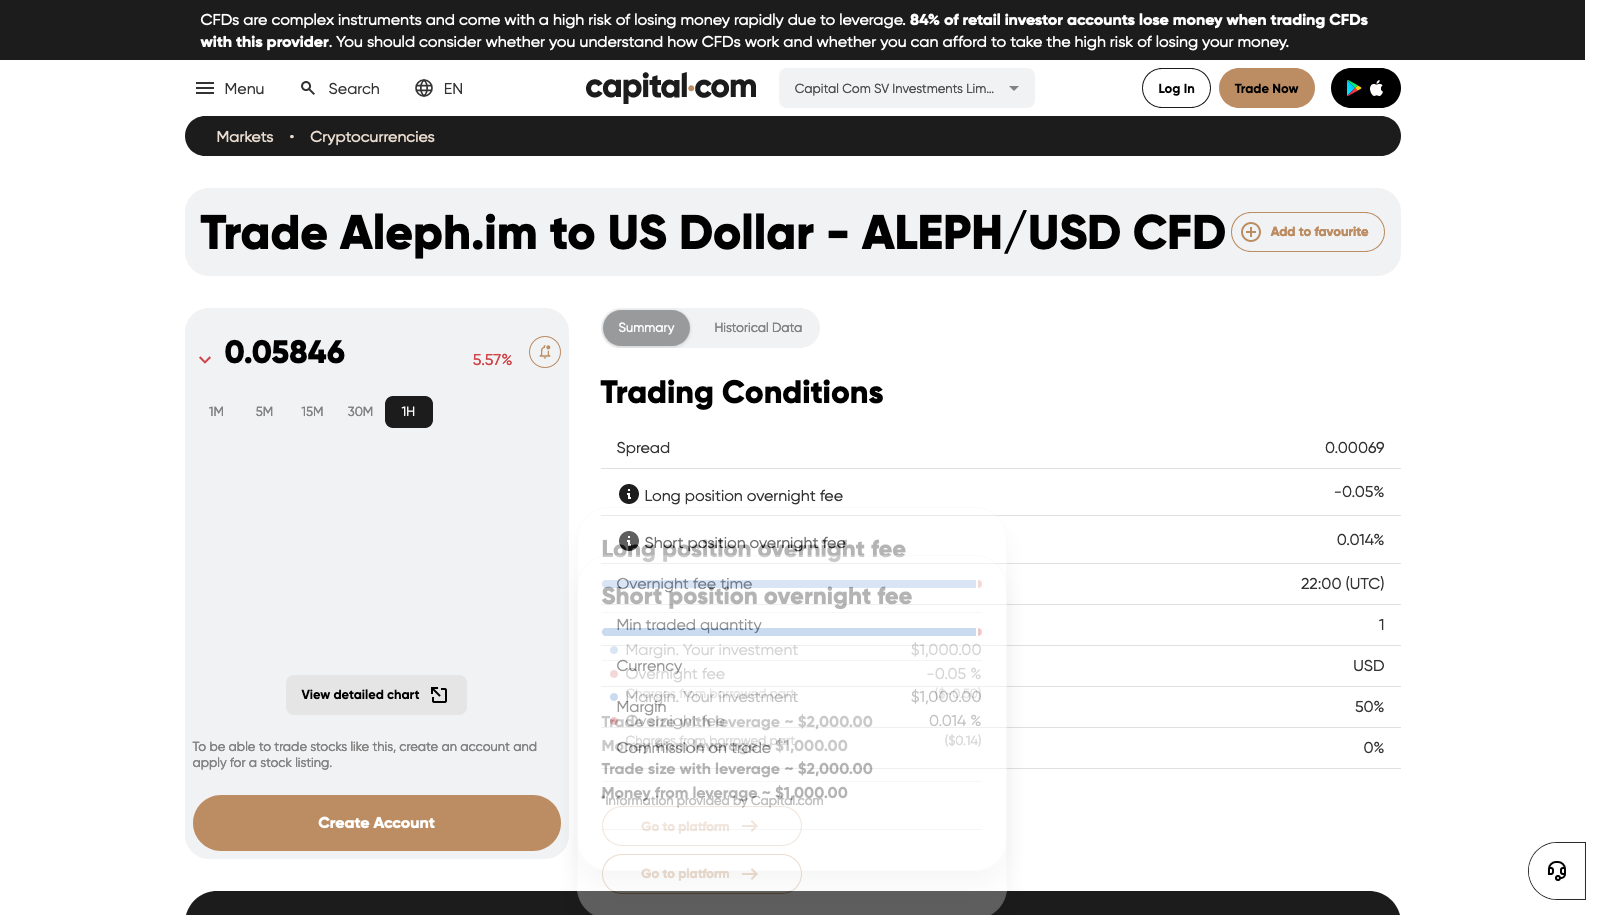 CFDs are complex instruments and come with a high risk of losing money rapidly due to leverage. 84% of retail investor accounts lose money when trading CFDs
with this provider. You should consider whether you understand how CFDs work and whether you can afford to take the high risk of losing your money.
Menu
Search
EN
capital.com
Capital Com SV Investments Lim...
Log In
Trade Now
Markets • Cryptocurrencies
Trade Aleph.im to US Dollar - ALEPH/USD CFD
Add to favourite
0.05846
5.57%
1M 5M 15M 30M 1H
View detailed chart
To be able to trade stocks like this, create an account and
apply for a stock listing.
Create Account
Summary
Historical Data
Trading Conditions
Spread 0.00069
Long position overnight fee -0.05%
Short position overnight fee 0.014%
Overnight fee time 22:00 (UTC)
Min traded quantity 1
Currency USD
Margin 50%
Commission on trade 0%
*Information provided by Capital.com
Long position overnight fee
Margin. Your investment $1,000.00
Overnight fee -0.05 %
Charges from borrowed part
Trade size with leverage ~ $2,000.00
Money from leverage ~ $1,000.00
Go to platform
Short position overnight fee
Margin. Your investment $1,000.00
Overnight fee 0.014 %
Charges from borrowed part ($0.14)
Trade size with leverage ~ $2,000.00
Money from leverage ~ $1,000.00
Go to platform